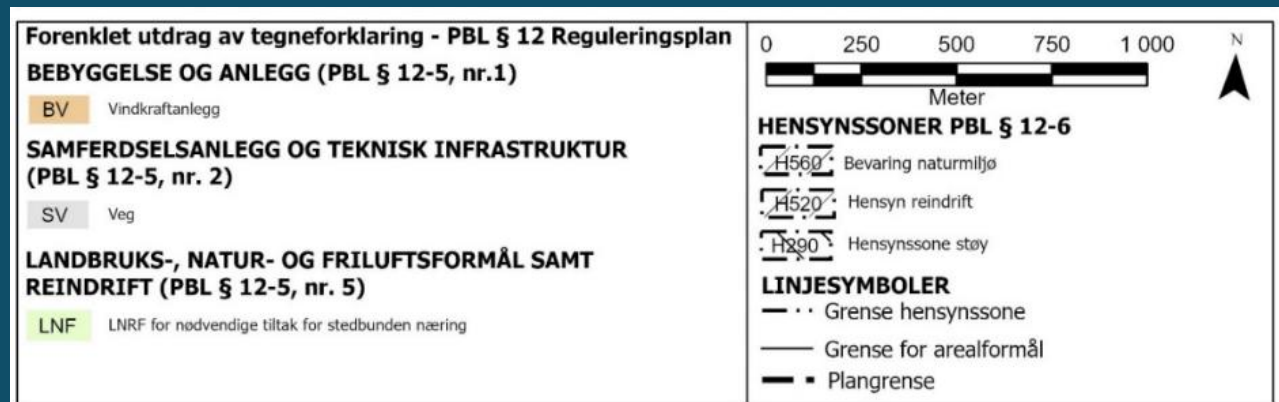 Forenklet utdrag av tegneforklaring - PBL § 12 Reguleringsplan
BEBYGGELSE OG ANLEGG (PBL § 12-5, nr.1)
BV Vindkraftanlegg
SAMFERDSELSANLEGG OG TEKNISK INFRASTRUKTUR
(PBL § 12-5, nr. 2)
SV Veg
LANDBRUKS-, NATUR- OG FRILUFTSFORMÅL SAMT
REINDRIFT (PBL § 12-5, nr. 5)
LNF LNRF for nødvendige tiltak for stedbunden næring
0 250 500 750 1 000
N
Meter
HENSYNSSONER PBL § 12-6
H560 Bevaring naturmiljø
H520 Hensyn reindrift
H290 Hensynssone støy
LINJESYMBOLER
Grense hensynssone
Grense for arealformål
Plangrense